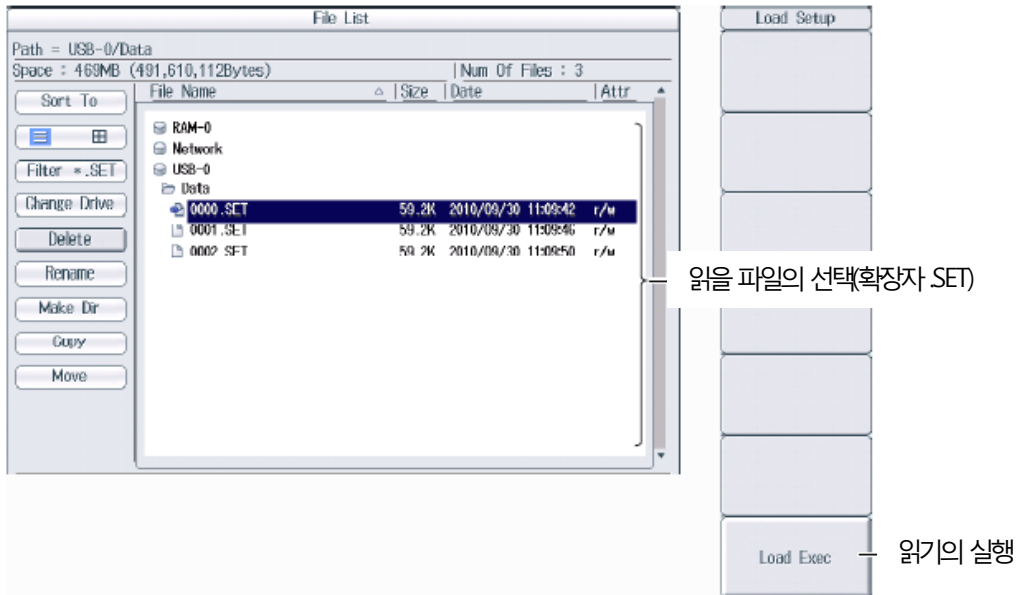 File List
Load Setup
Path = USB-0/Data
Space : 469MB (491,610,112Bytes) Num Of Files : 3
Sort To
File Name Size Date Attr
RAM-0
Network
Filter *.SET
USB-0
Data
Change Drive
0000.SET 59.2K 2010/09/30 11:09:42 r/w
0001.SET 59.2K 2010/09/30 11:09:46 r/w
Delete
0002.SET 59.2K 2010/09/30 11:09:50 r/w
Rename
읽을 파일의 선택(확장자 .SET)
Make Dir
Copy
Move
Load Exec
읽기의 실행